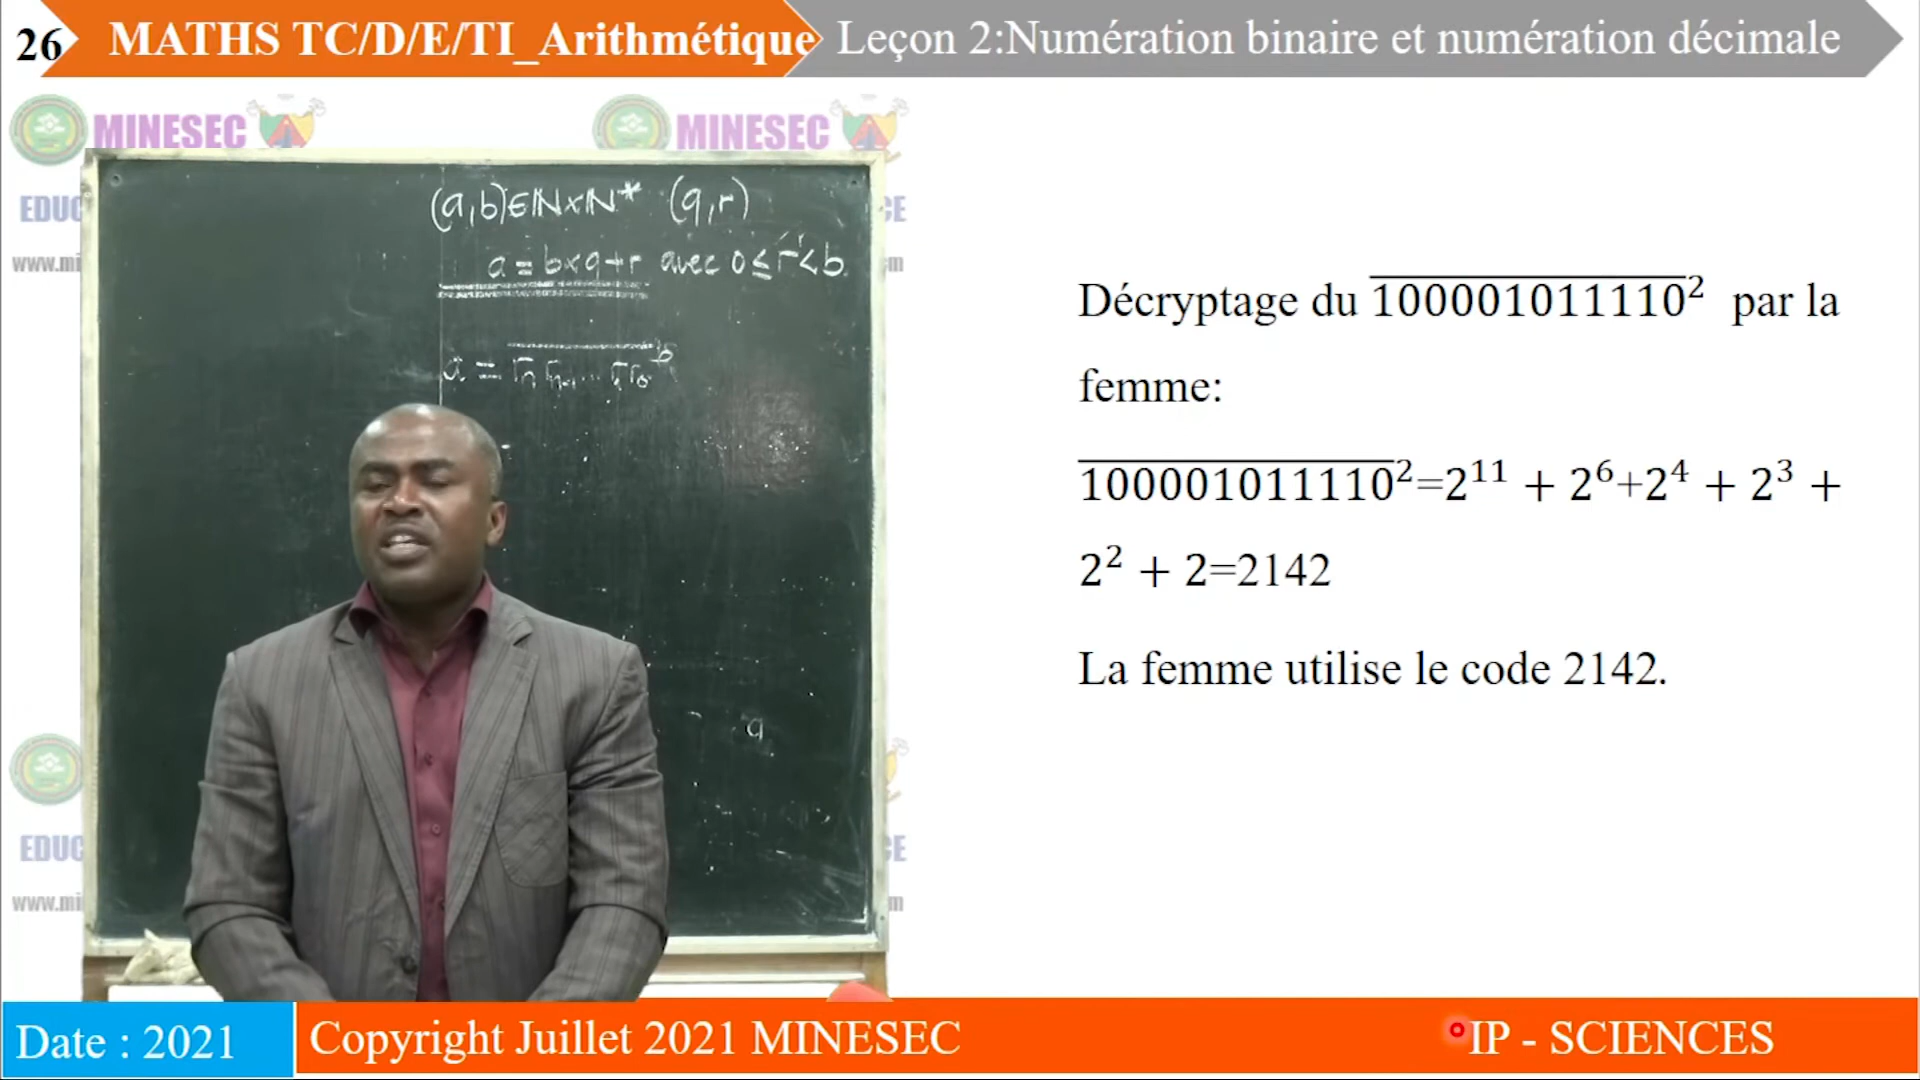 26 MATHS TC/D/E/TI_Arithmétique Leçon 2:Numération binaire et numération décimale
MINESEC MINESEC
(a,b)∈ℕ×ℕ* (q,r)
a = b×q+r avec 0≤r<b
Décryptage du 100001011110² par la
femme:
100001011110²=2¹¹ + 2⁶+2⁴ + 2³ +
2² + 2=2142
La femme utilise le code 2142.
q
Date : 2021 Copyright Juillet 2021 MINESEC IP - SCIENCES